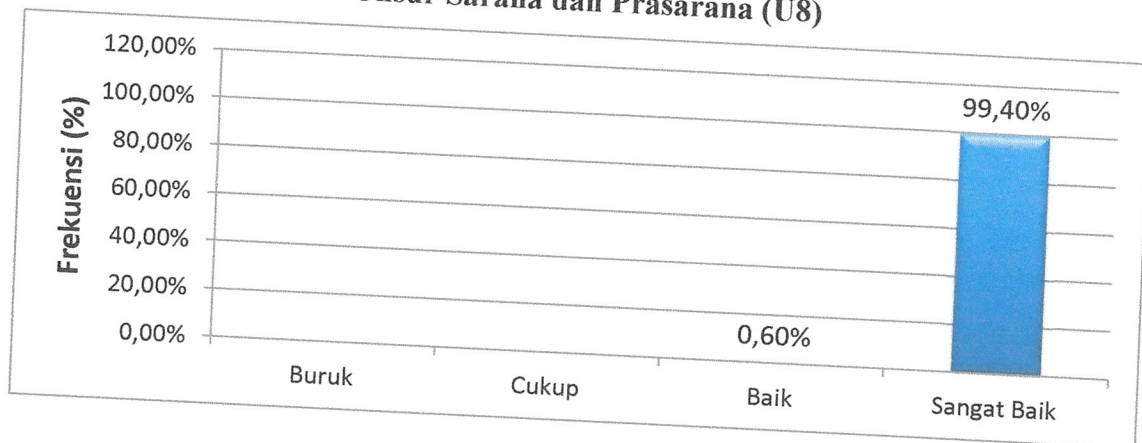 Sarana dan Prasarana (U8)
120,00%
100,00%
80,00%
60,00%
40,00%
20,00%
0,00%
Frekuensi (%)
99,40%
0,60%
Buruk
Cukup
Baik
Sangat Baik